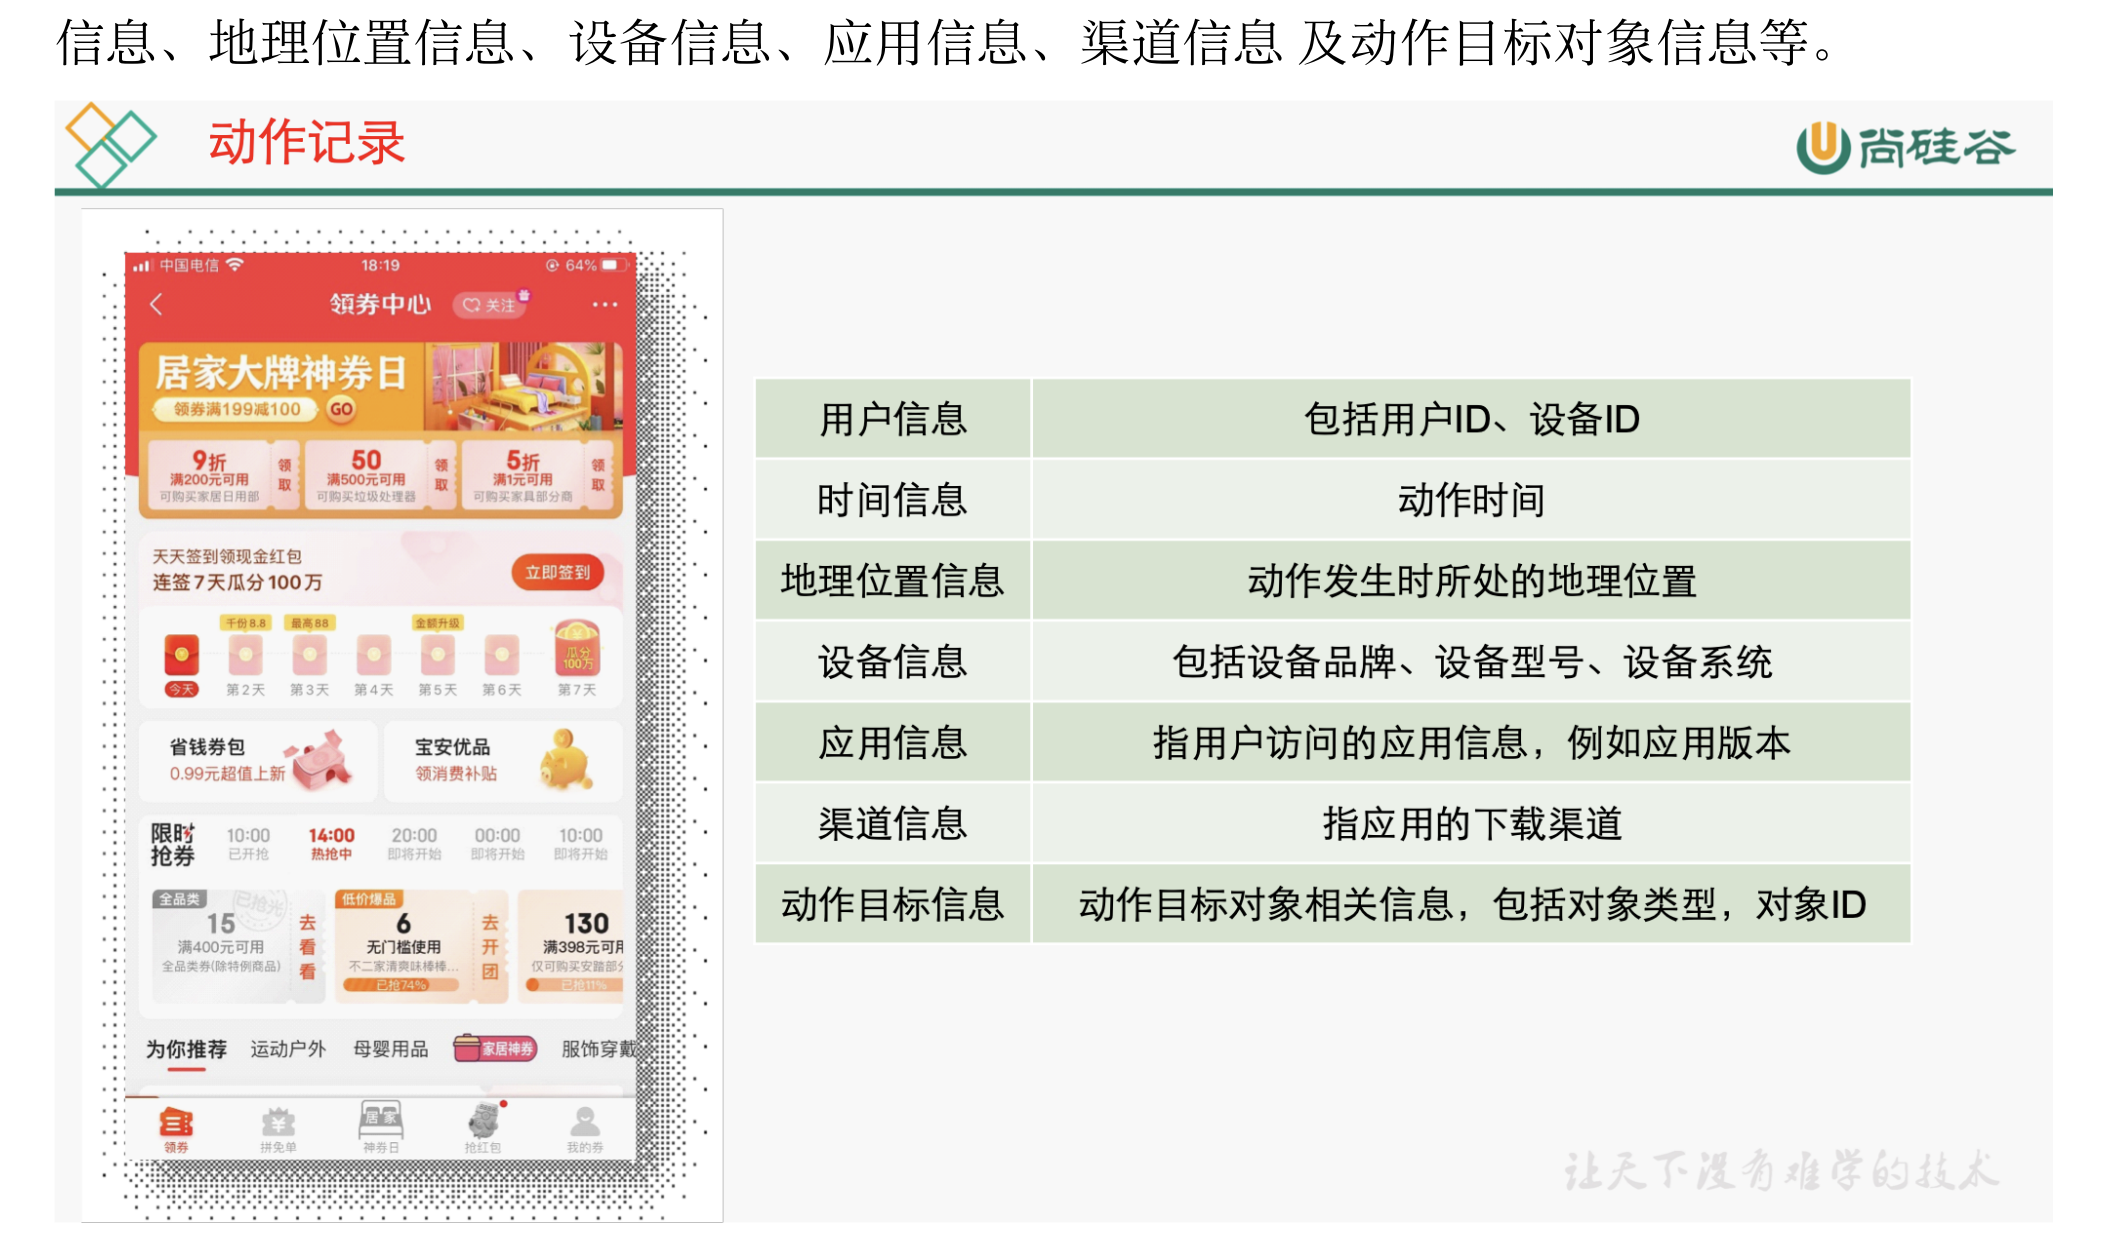 信息、地理位置信息、设备信息、应用信息、渠道信息 及动作目标对象信息等。
动作记录
尚硅谷
中国电信
18:19
64%
领券中心
关注
居家大牌神券日
领券满199减100
GO
9折
满200元可用
可购买家居日用部
领取
50
满500元可用
可购买垃圾处理器
领取
5折
满1元可用
可购买家具部分商
领取
天天签到领现金红包
连签7天瓜分100万
立即签到
千份8.8
最高88
金额升级
瓜分
100万
今天
第2天
第3天
第4天
第5天
第6天
第7天
省钱券包
0.99元超值上新
宝安优品
领消费补贴
限时
抢券
10:00
已开抢
14:00
热抢中
20:00
即将开始
00:00
即将开始
10:00
即将开始
全品类
已抢光
15
满400元可用
全品类券(除特例商品)
去看看
低价爆品
6
无门槛使用
不二家清爽味棒棒...
已抢74%
去开团
130
满398元可用
仅可购买安踏部分
已抢11%
为你推荐
运动户外
母婴用品
家居神券
服饰穿戴
领券
拼免单
居家
神券日
抢红包
我的券
用户信息
包括用户ID、设备ID
时间信息
动作时间
地理位置信息
动作发生时所处的地理位置
设备信息
包括设备品牌、设备型号、设备系统
应用信息
指用户访问的应用信息，例如应用版本
渠道信息
指应用的下载渠道
动作目标信息
动作目标对象相关信息，包括对象类型，对象ID
让天下没有难学的技术